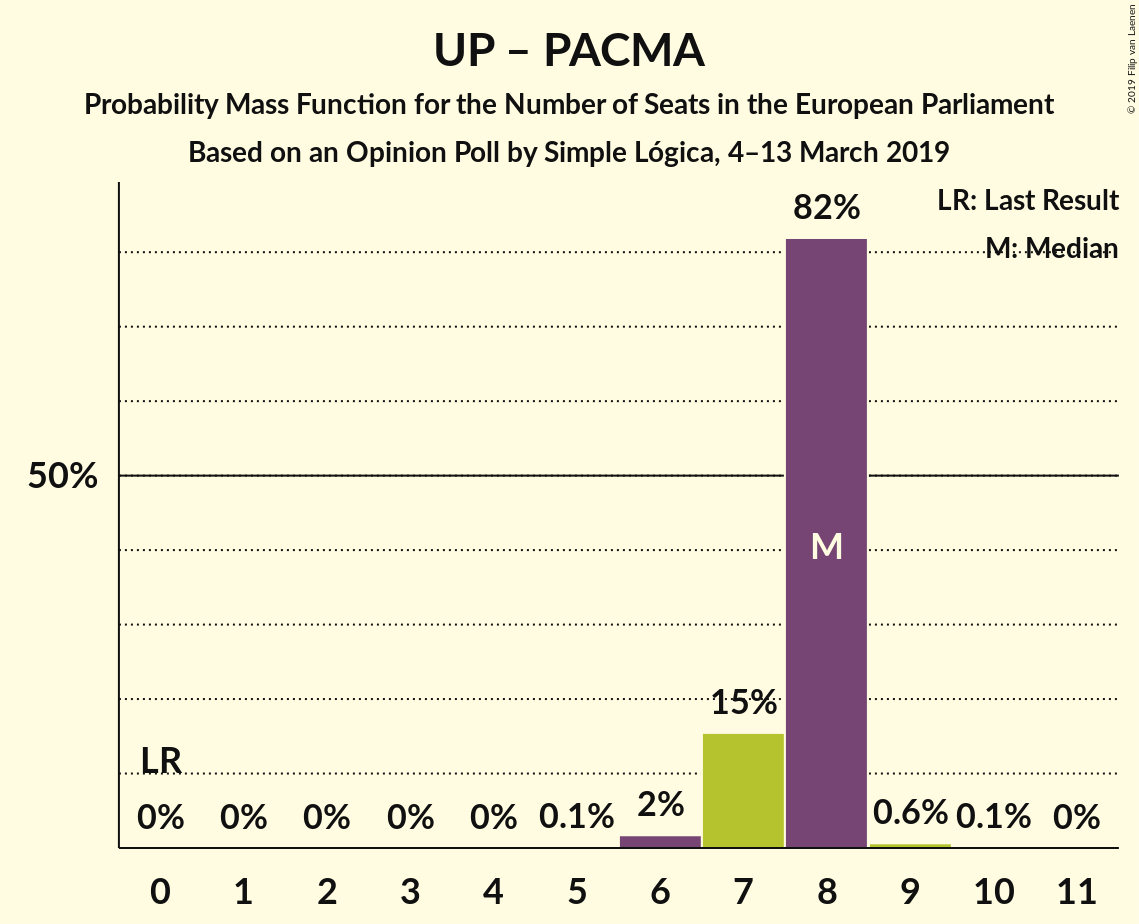 UP – PACMA
Probability Mass Function for the Number of Seats in the European Parliament
Based on an Opinion Poll by Simple Lógica, 4–13 March 2019
© 2019 Filip van Laenen
LR: Last Result
M: Median
82%
50%
M
15%
LR
0% 0% 0% 0% 0% 0.1% 2% 0.6% 0.1% 0%
0 1 2 3 4 5 6 7 8 9 10 11